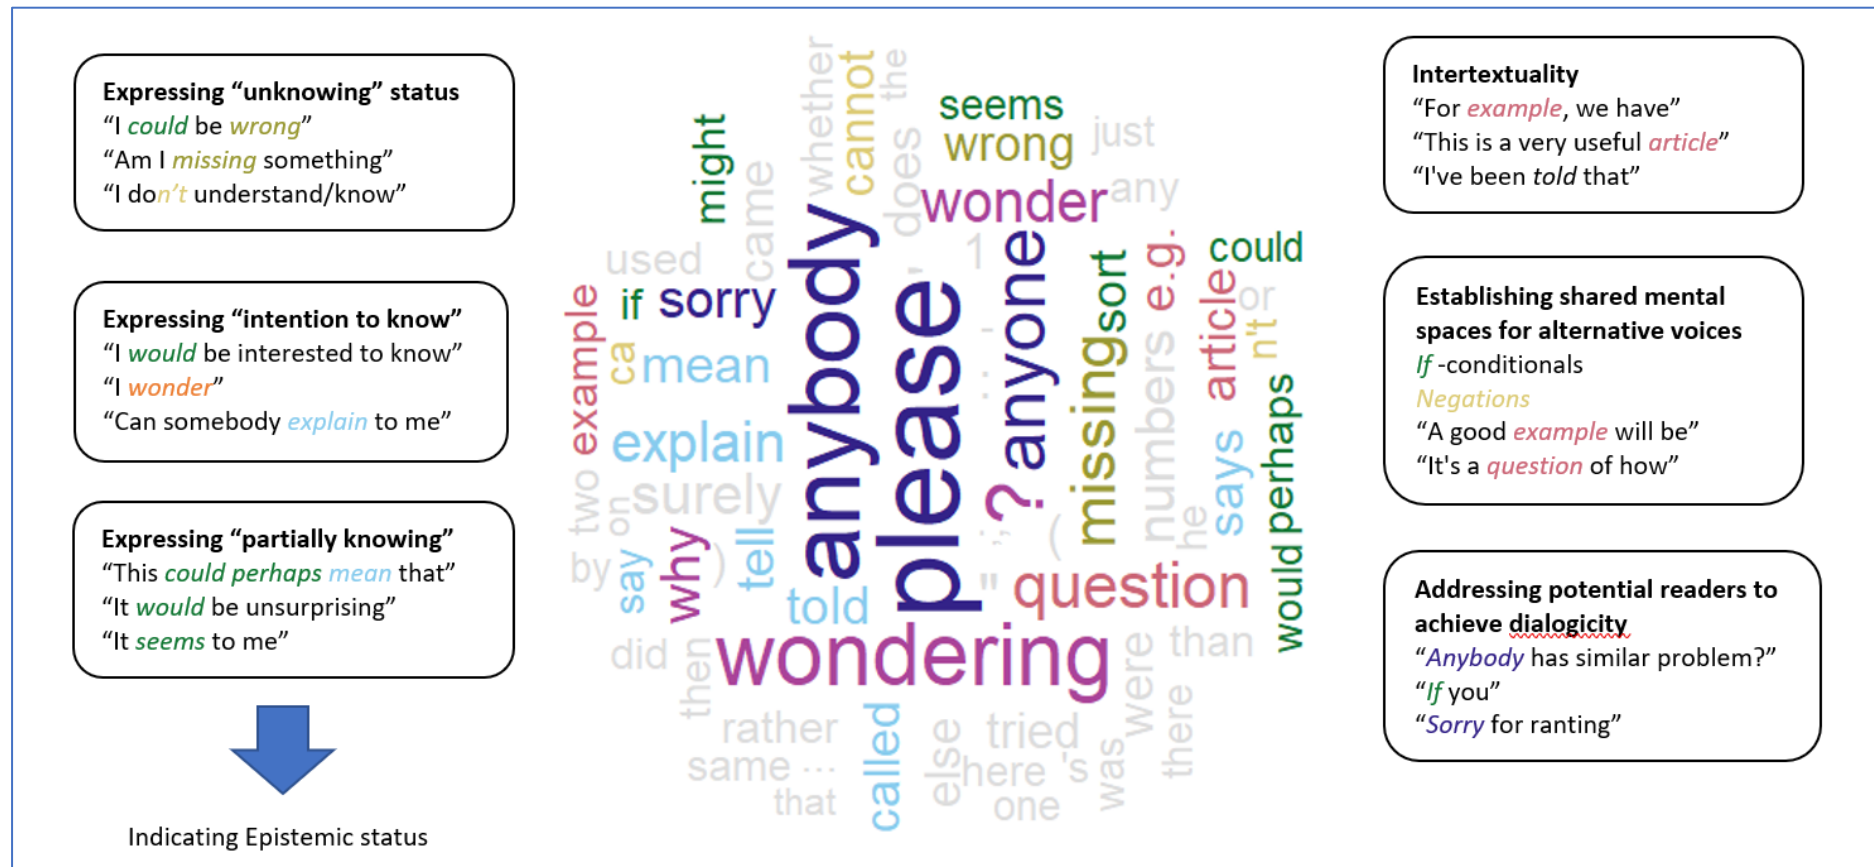 Expressing “unknowing” status
“I could be wrong”
“Am I missing something”
“I don’t understand/know”
Expressing “intention to know”
“I would be interested to know”
“I wonder”
“Can somebody explain to me”
Expressing “partially knowing”
“This could perhaps mean that”
“It would be unsurprising”
“It seems to me”
Indicating Epistemic status
whether
cannot
the
seems
wrong
just
might
came
does
wonder
any
used
anybody
please
'
1
anyone
sort
e.g.
could
if
sorry
example
ca
mean
-
:
missing
numbers
article
or
n't
explain
perhaps
says
two
on
surely
?
(
he
by
say
why
)
tell
told
"
question
would
did
then
wondering
were
than
rather
called
else
tried
there
same
...
here
's
was
that
one
Intertextuality
“For example, we have”
“This is a very useful article”
“I've been told that”
Establishing shared mental
spaces for alternative voices
If -conditionals
Negations
“A good example will be”
“It's a question of how”
Addressing potential readers to
achieve dialogicity
“Anybody has similar problem?”
“If you”
“Sorry for ranting”